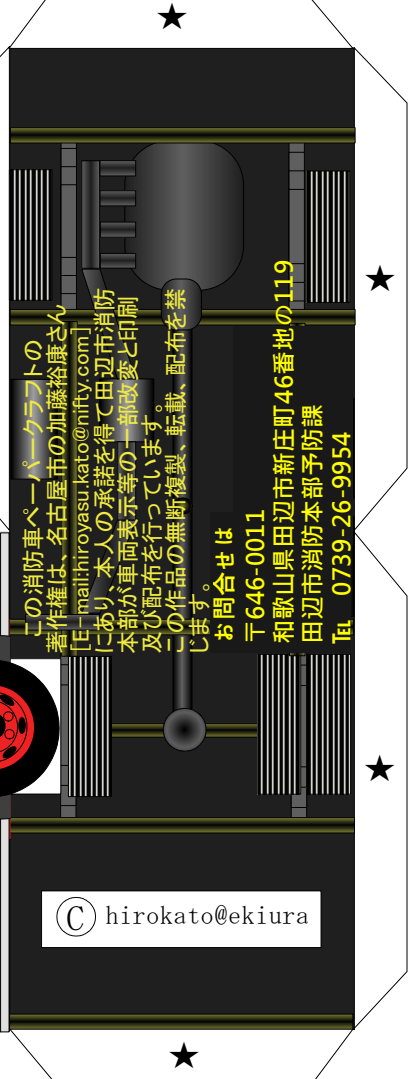 この消防車ペーパークラフトの
著作権は、名古屋市の加藤裕康さん
[E－mail:hiroyasu.kato@nifty.com]
にあり、本人の承諾を得て田辺市消防
本部が車両表示等の一部改変と印刷
及び配布を行っています。
この作品の無断複製、転載、配布を禁
じます。
お問合せは
〒646-0011
和歌山県田辺市新庄町46番地の119
田辺市消防本部予防課
℡ 0739-26-9954
Ⓒ hirokato@ekiura